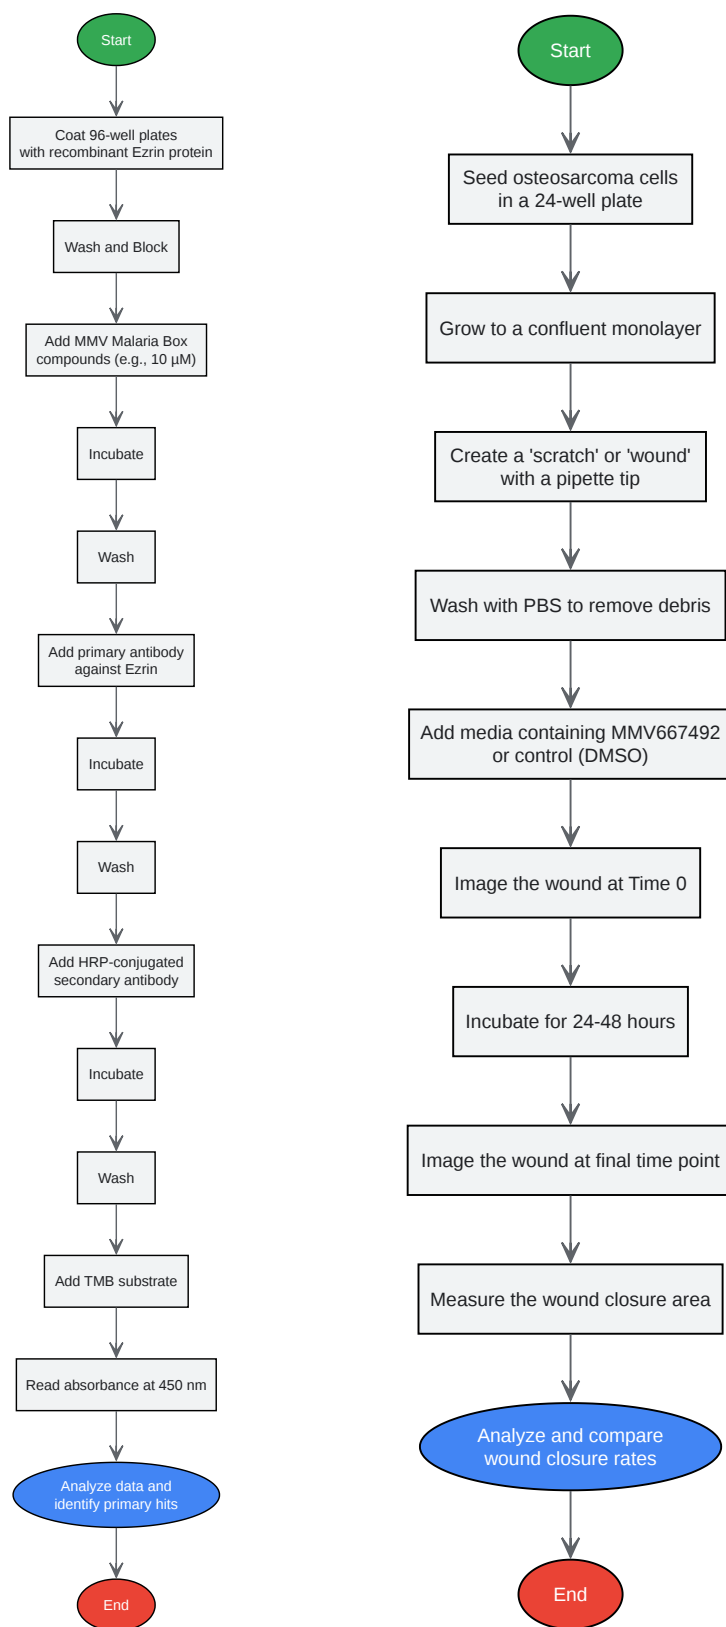 Start
Coat 96-well plates
with recombinant Ezrin protein
Wash and Block
Add MMV Malaria Box
compounds (e.g., 10 µM)
Incubate
Wash
Add primary antibody
against Ezrin
Incubate
Wash
Add HRP-conjugated
secondary antibody
Incubate
Wash
Add TMB substrate
Read absorbance at 450 nm
Analyze data and
identify primary hits
End
Start
Seed osteosarcoma cells
in a 24-well plate
Grow to a confluent monolayer
Create a 'scratch' or 'wound'
with a pipette tip
Wash with PBS to remove debris
Add media containing MMV667492
or control (DMSO)
Image the wound at Time 0
Incubate for 24-48 hours
Image the wound at final time point
Measure the wound closure area
Analyze and compare
wound closure rates
End